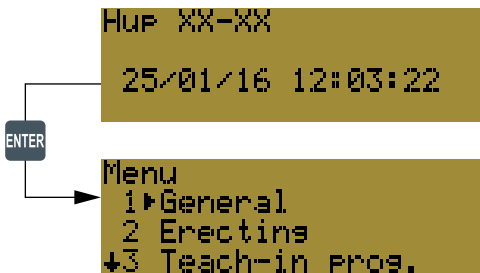 Hup XX-XX
25/01/16 12:03:22
ENTER
Menu
1▸General
2 Erecting
↓3 Teach-in prog.